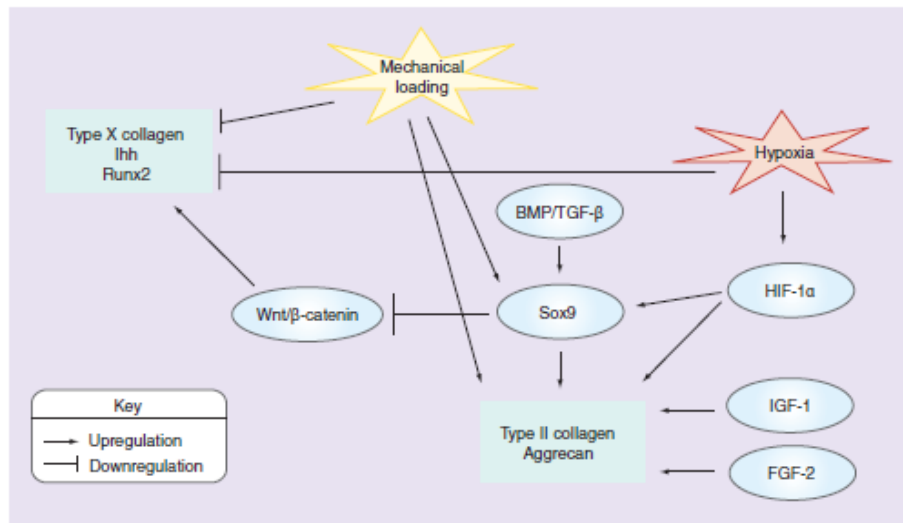 Mechanical
loading
Type X collagen
Ihh
Runx2
Hypoxia
BMP/TGF-β
Wnt/β-catenin
Sox9
HIF-1α
Key
Upregulation
Downregulation
Type II collagen
Aggrecan
IGF-1
FGF-2